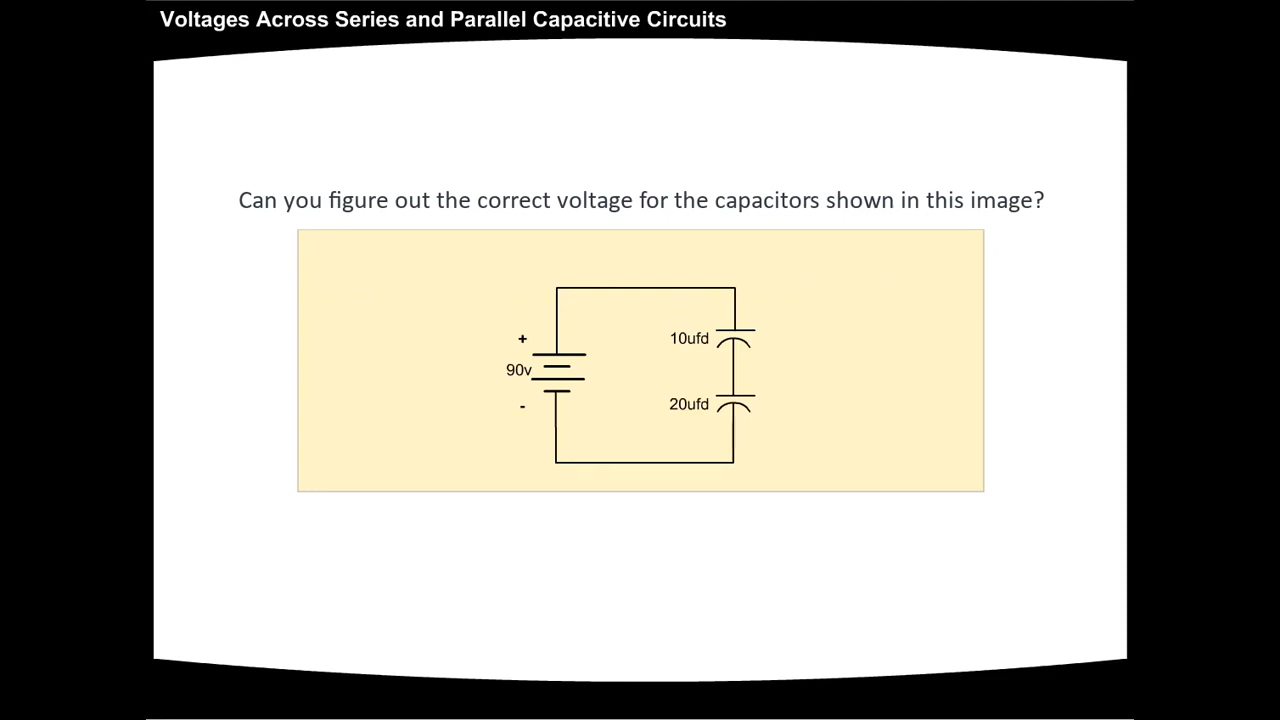 Voltages Across Series and Parallel Capacitive Circuits
Can you figure out the correct voltage for the capacitors shown in this image?
+
10ufd
90v
20ufd
-